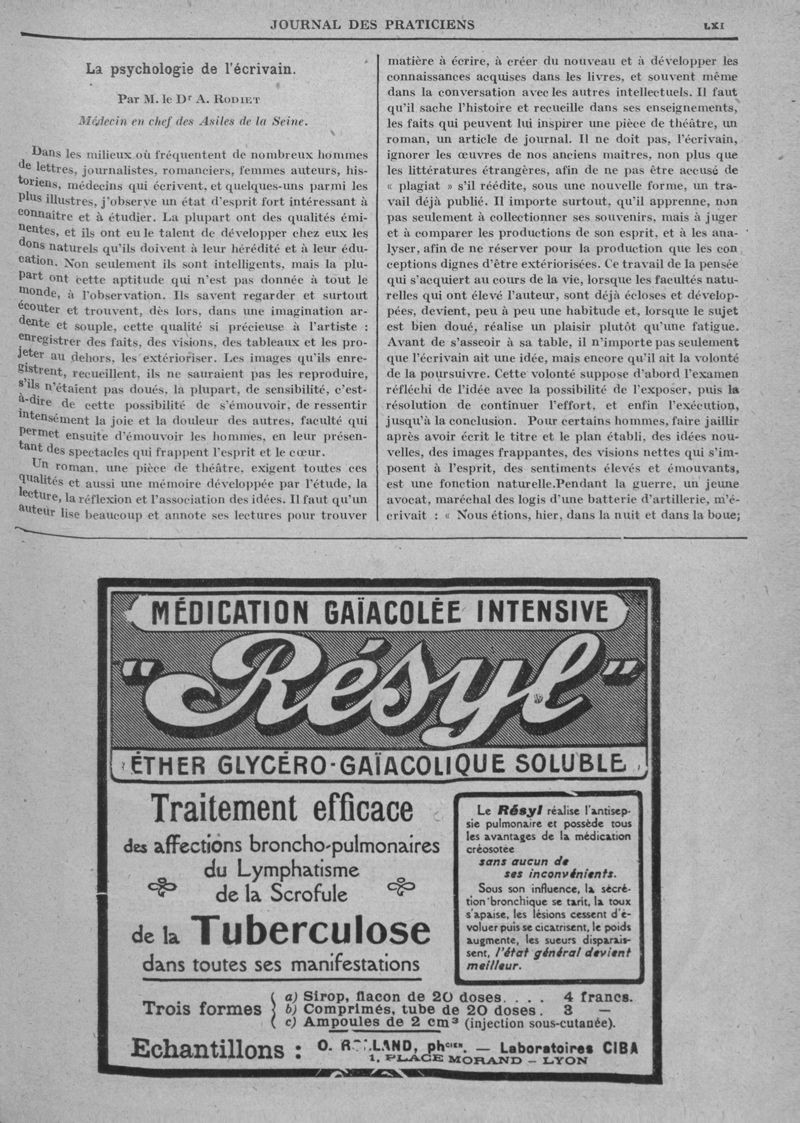 JOURNAL DES PRATICIENS
LXI
La psychologie de l'écrivain.
Par M. le Dr A. Rodiet
Médecin en chef des Asiles de la Seine.
Dans les milieux où fréquentent de nombreux hommes
de lettres, journalistes, romanciers, femmes auteurs, his-
toriens, médecins qui écrivent, et quelques-uns parmi les
plus illustres, j'observe un état d'esprit fort intéressant à
connaître et à étudier. La plupart ont des qualités émi-
nentes, et ils ont eu le talent de développer chez eux les
dons naturels qu'ils doivent à leur hérédité et à leur édu-
cation. Non seulement ils sont intelligents, mais la plu-
part ont cette aptitude qui n'est pas donnée à tout le
monde, à l'observation. Ils savent regarder et surtout
écouter et trouvent, dès lors, dans une imagination ar-
dente et souple, cette qualité si précieuse à l'artiste :
enregistrer des faits, des visions, des tableaux et les pro-
jeter au dehors, les extérioriser. Les images qu'ils enre-
gistrent, recueillent, ils ne sauraient pas les reproduire,
s'ils n'étaient pas doués, la plupart, de sensibilité, c'est-
à-dire de cette possibilité de s'émouvoir, de ressentir
intensément la joie et la douleur des autres, faculté qui
permet ensuite d'émouvoir les hommes, en leur présen-
tant des spectacles qui frappent l'esprit et le cœur.
Un roman, une pièce de théâtre, exigent toutes ces
qualités et aussi une mémoire développée par l'étude, la
lecture, la réflexion et l'association des idées. Il faut qu'un
auteur lise beaucoup et annote ses lectures pour trouver
matière à écrire, à créer du nouveau et à développer les
connaissances acquises dans les livres, et souvent même
dans la conversation avec les autres intellectuels. Il faut
qu'il sache l'histoire et recueille dans ses enseignements,
les faits qui peuvent lui inspirer une pièce de théâtre, un
roman, un article de journal. Il ne doit pas, l'écrivain,
ignorer les œuvres de nos anciens maîtres, non plus que
les littératures étrangères, afin de ne pas être accusé de
« plagiat » s'il réédite, sous une nouvelle forme, un tra-
vail déjà publié. Il importe surtout, qu'il apprenne, non
pas seulement à collectionner ses souvenirs, mais à juger
et à comparer les productions de son esprit, et à les ana-
lyser, afin de ne réserver pour la production que les con
ceptions dignes d'être extériorisées. Ce travail de la pensée
qui s'acquiert au cours de la vie, lorsque les facultés natu-
relles qui ont élevé l'auteur, sont déjà écloses et dévelop-
pées, devient, peu à peu une habitude et, lorsque le sujet
est bien doué, réalise un plaisir plutôt qu'une fatigue.
Avant de s'asseoir à sa table, il n'importe pas seulement
que l'écrivain ait une idée, mais encore qu'il ait la volonté
de la poursuivre. Cette volonté suppose d'abord l'examen
réfléchi de l'idée avec la possibilité de l'exposer, puis la
résolution de continuer l'effort, et enfin l'exécution,
jusqu'à la conclusion. Pour certains hommes, faire jaillir
après avoir écrit le titre et le plan établi, des idées nou-
velles, des images frappantes, des visions nettes qui s'im-
posent à l'esprit, des sentiments élevés et émouvants,
est une fonction naturelle.Pendant la guerre, un jeune
avocat, maréchal des logis d'une batterie d'artillerie, m'é-
crivait : « Nous étions, hier, dans la nuit et dans la boue;
MÉDICATION GAÏACOLÉE INTENSIVE
"Résyl"
ÉTHER GLYCÉRO-GAÏACOLIQUE SOLUBLE
Traitement efficace
des affections broncho-pulmonaires
du Lymphatisme
de la Scrofule
de la Tuberculose
dans toutes ses manifestations
Le Résyl réalise l'antisep-
sie pulmonaire et possède tous
les avantages de la médication
créosotée
sans aucun de
ses inconvénients.
Sous son influence, la sécré-
tion bronchique se tarit, la toux
s'apaise, les lésions cessent d'é-
voluer puis se cicatrisent, le poids
augmente, les sueurs disparais-
sent, l'état général devient
meilleur.
Trois formes
a) Sirop, flacon de 20 doses. . . . 4 francs.
b) Comprimés, tube de 20 doses. 3 —
c) Ampoules de 2 cm³ (injection sous-cutanée).
Echantillons : O. phcien. — Laboratoires CIBA
1, PLACE MORAND — LYON